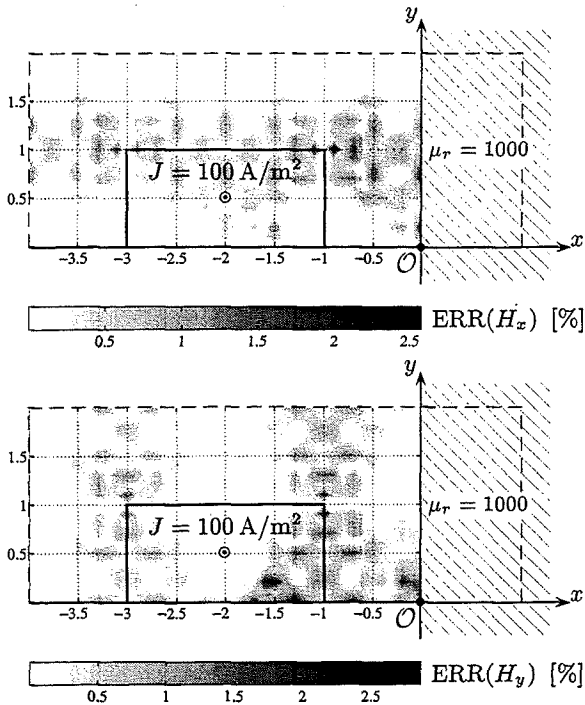 y
1.5
1
0.5
J = 100 A/m²
μr = 1000
x
−3.5 −3 −2.5 −2 −1.5 −1 −0.5 O
0.5 1 1.5 2 2.5
ERR(Hx) [%]
y
1.5
1
0.5
J = 100 A/m²
μr = 1000
x
−3.5 −3 −2.5 −2 −1.5 −1 −0.5 O
0.5 1 1.5 2 2.5
ERR(Hy) [%]